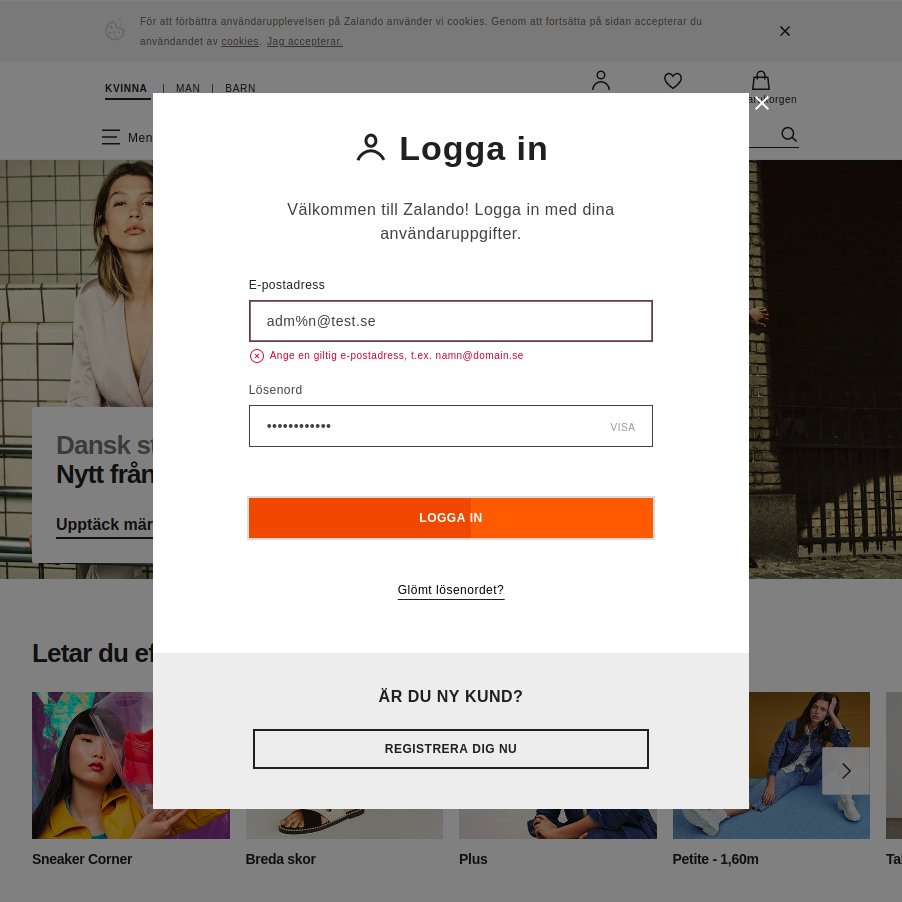 För att förbättra användarupplevelsen på Zalando använder vi cookies. Genom att fortsätta på sidan accepterar du
användandet av cookies. Jag accepterar.
KVINNA | MAN | BARN
korgen
Men
Logga in
Välkommen till Zalando! Logga in med dina
användaruppgifter.
E-postadress
adm%n@test.se
Ange en giltig e-postadress, t.ex. namn@domain.se
Lösenord
••••••••••••
VISA
LOGGA IN
Glömt lösenordet?
Dansk st
Nytt från
Upptäck mär
Letar du ef
ÄR DU NY KUND?
REGISTRERA DIG NU
Sneaker Corner
Breda skor
Plus
Petite - 1,60m
Tal